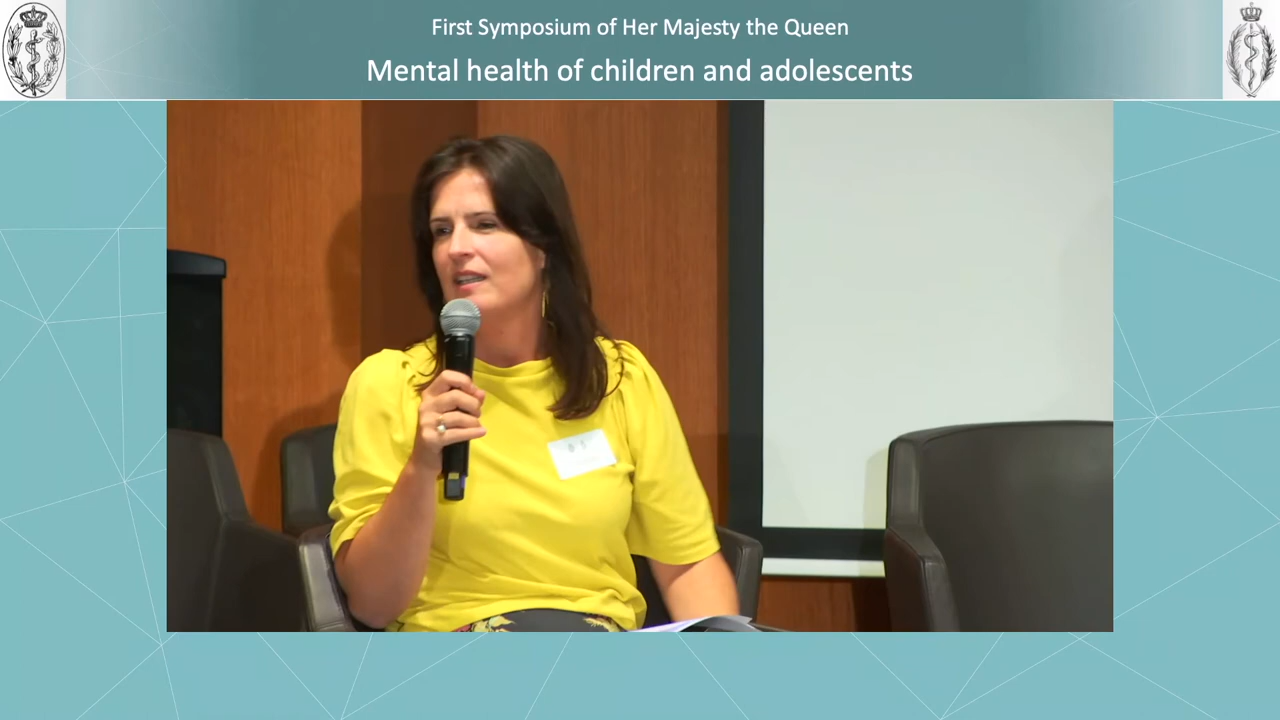 First Symposium of Her Majesty the Queen
Mental health of children and adolescents